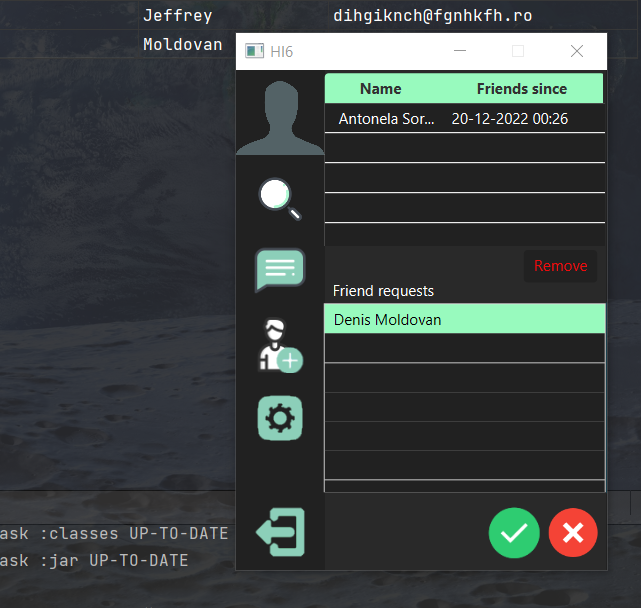 Jeffrey dihgiknch@fgnhkfh.ro
Moldovan
HI6
Name Friends since
Antonela Sor... 20-12-2022 00:26
Remove
Friend requests
Denis Moldovan
ask :classes UP-TO-DATE
ask :jar UP-TO-DATE